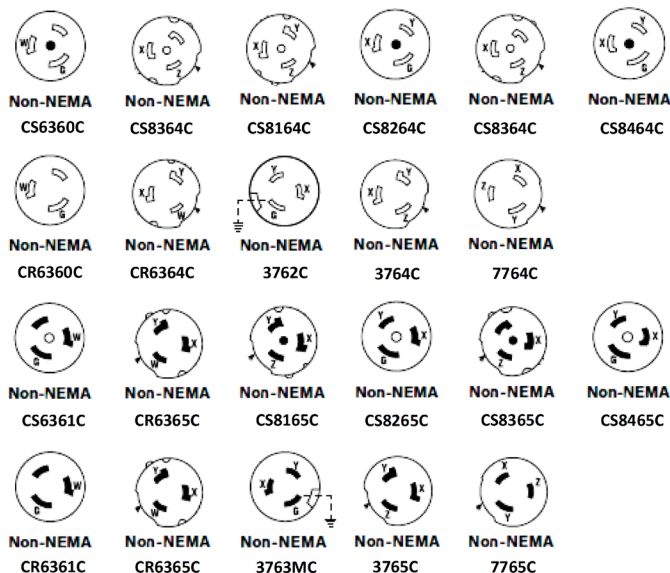 W G
X Y Z
X Y Z
X Y G
X Y Z
X Y G
Non-NEMA Non-NEMA Non-NEMA Non-NEMA Non-NEMA Non-NEMA
CS6360C CS8364C CS8164C CS8264C CS8364C CS8464C
W G
X Y W
Y X G
X Y Z
Z X Y
Non-NEMA Non-NEMA Non-NEMA Non-NEMA Non-NEMA
CR6360C CR6364C 3762C 3764C 7764C
W G
Y X W
Y X Z
Y X G
Y X Z
Y X G
Non-NEMA Non-NEMA Non-NEMA Non-NEMA Non-NEMA Non-NEMA
CS6361C CR6365C CS8165C CS8265C CS8365C CS8465C
W G
Y X W
Y X G
Y X Z
X Z Y
Non-NEMA Non-NEMA Non-NEMA Non-NEMA Non-NEMA
CR6361C CR6365C 3763MC 3765C 7765C